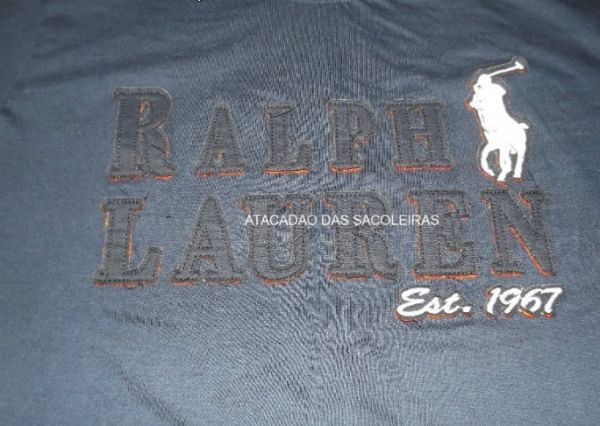 RALPH
LAUREN
ATACADAO DAS SACOLEIRAS
Est. 1967